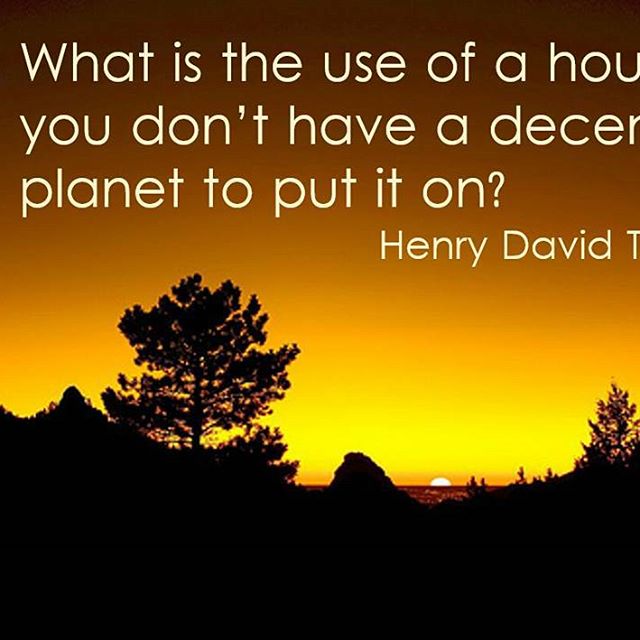 What is the use of a hou
you don’t have a decen
planet to put it on?
Henry David T